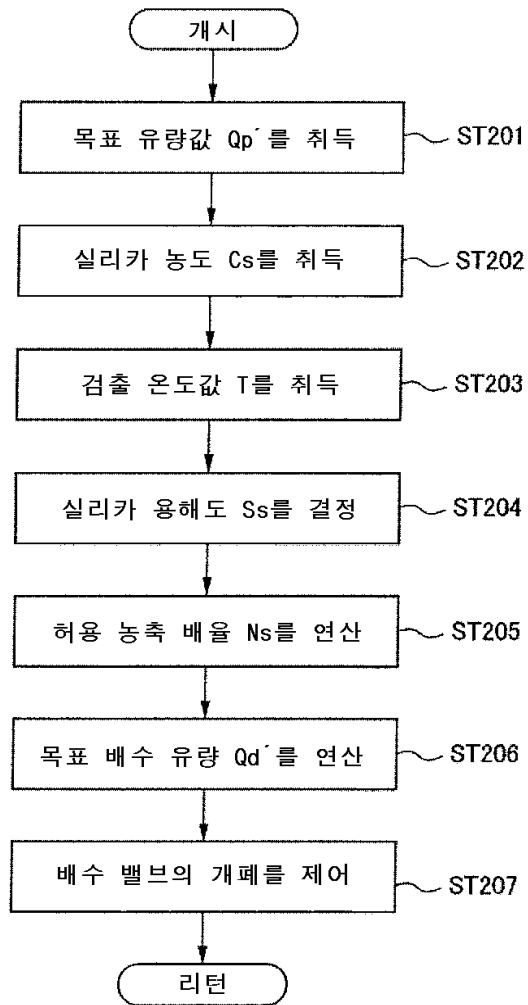 개시
목표 유량값 Qp´를 취득
ST201
실리카 농도 Cs를 취득
ST202
검출 온도값 T를 취득
ST203
실리카 용해도 Ss를 결정
ST204
허용 농축 배율 Ns를 연산
ST205
목표 배수 유량 Qd´를 연산
ST206
배수 밸브의 개폐를 제어
ST207
리턴